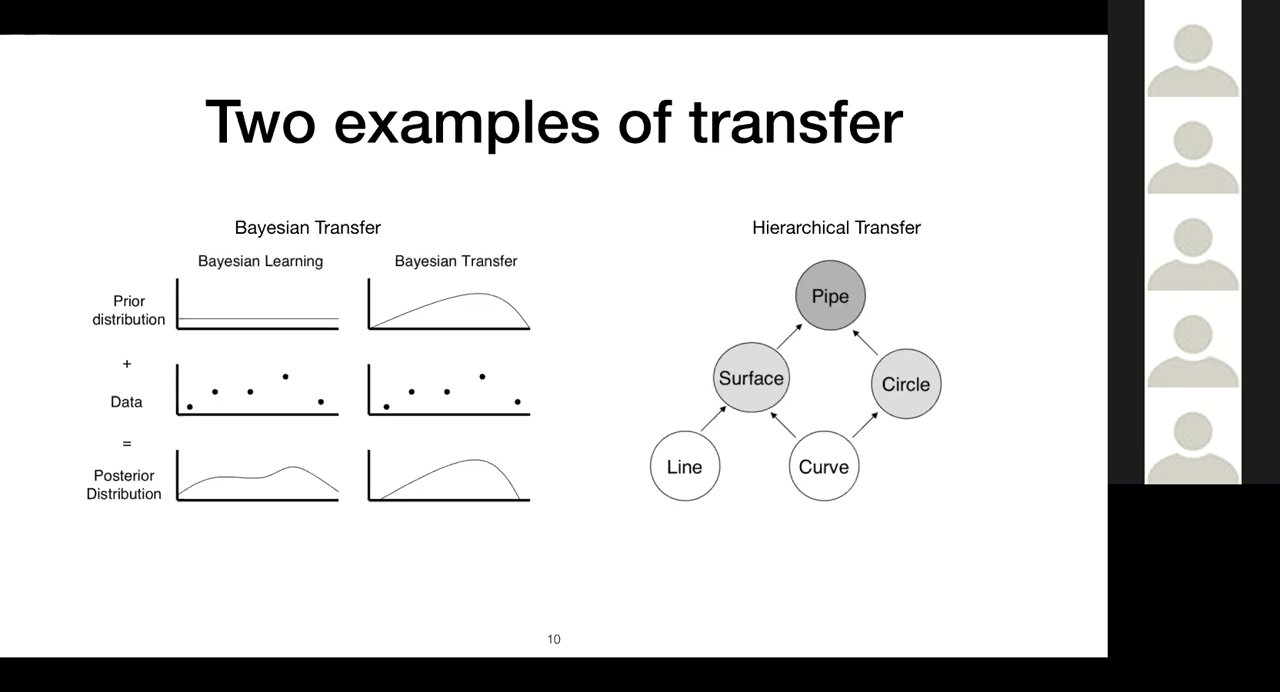 Two examples of transfer
Bayesian Transfer
Bayesian Learning
Bayesian Transfer
Prior
distribution
+
Data
=
Posterior
Distribution
Hierarchical Transfer
Pipe
Surface
Circle
Line
Curve
10